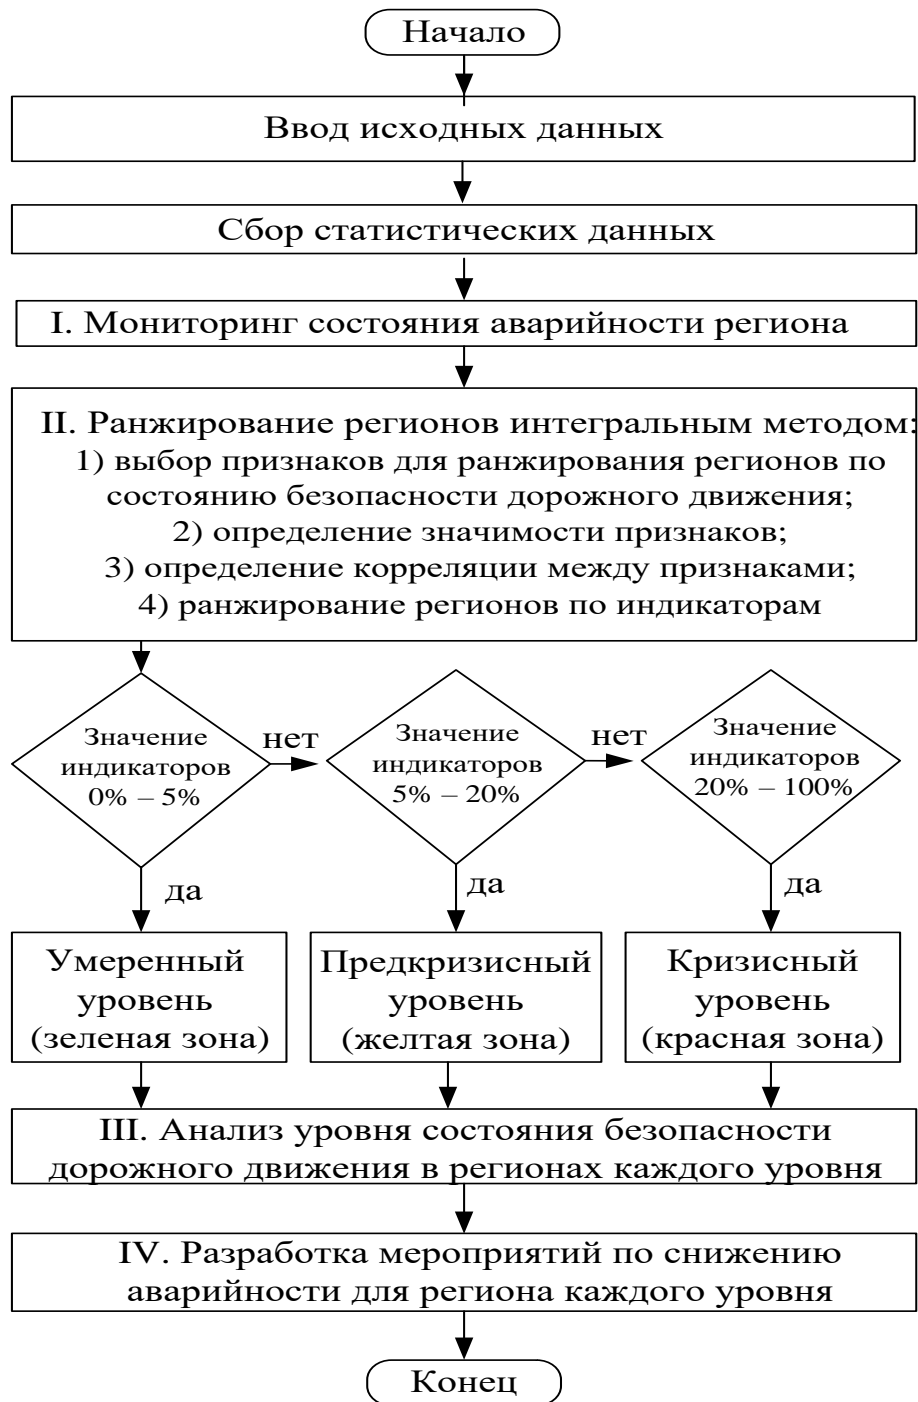 Начало
Ввод исходных данных
Сбор статистических данных
I. Мониторинг состояния аварийности региона
II. Ранжирование регионов интегральным методом:
1) выбор признаков для ранжирования регионов по
состоянию безопасности дорожного движения;
2) определение значимости признаков;
3) определение корреляции между признаками;
4) ранжирование регионов по индикаторам
Значение
индикаторов
0% – 5%
нет
Значение
индикаторов
5% – 20%
нет
Значение
индикаторов
20% – 100%
да
да
да
Умеренный
уровень
(зеленая зона)
Предкризисный
уровень
(желтая зона)
Кризисный
уровень
(красная зона)
III. Анализ уровня состояния безопасности
дорожного движения в регионах каждого уровня
IV. Разработка мероприятий по снижению
аварийности для региона каждого уровня
Конец